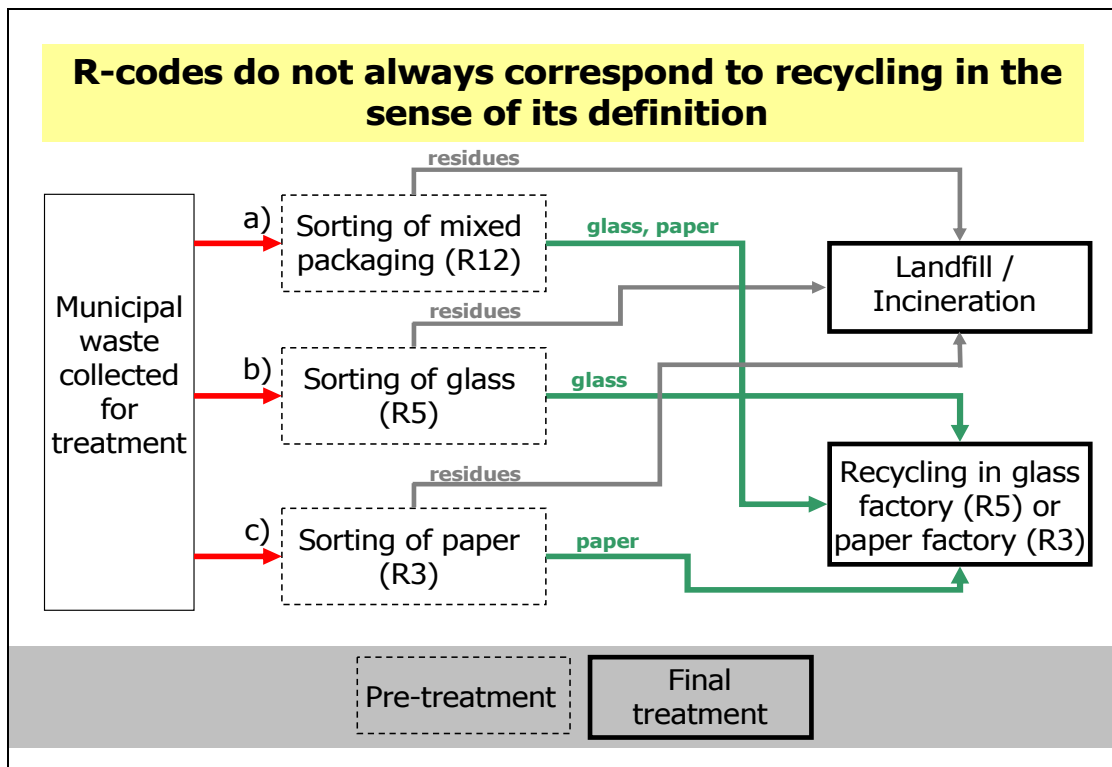 R-codes do not always correspond to recycling in the
sense of its definition
residues
a)
Sorting of mixed
packaging (R12)
glass, paper
Landfill /
Incineration
Municipal
waste
collected
for
treatment
residues
b)
Sorting of glass
(R5)
glass
residues
Recycling in glass
factory (R5) or
paper factory (R3)
c)
Sorting of paper
(R3)
paper
Pre-treatment
Final
treatment